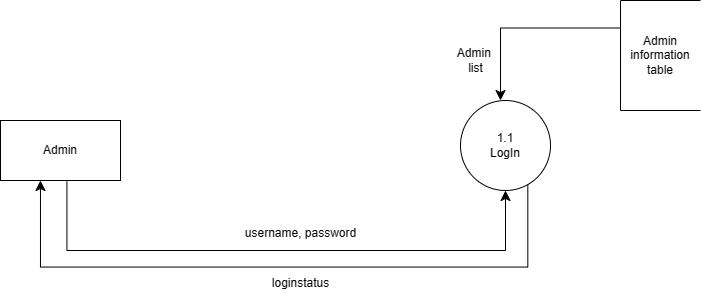 Admin
information
table
Admin
list
1.1
LogIn
Admin
username, password
loginstatus